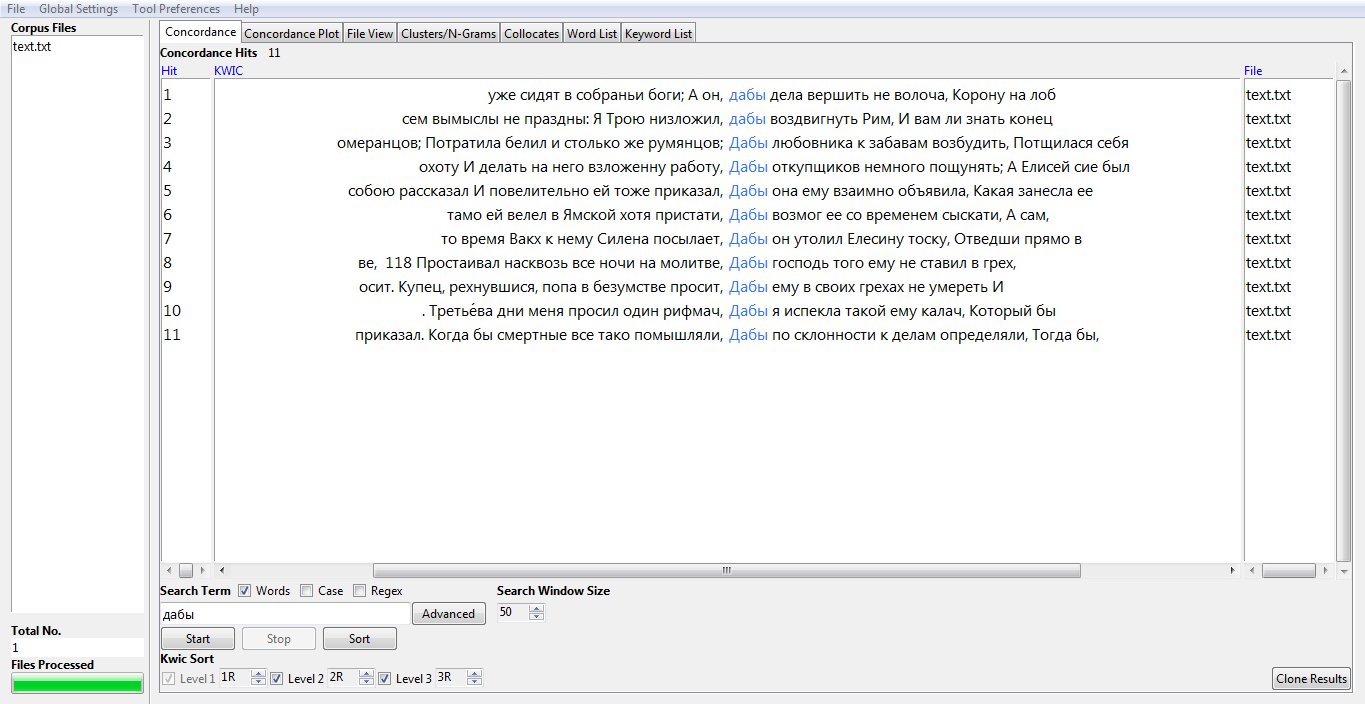 File Global Settings Tool Preferences Help
Corpus Files
text.txt
Concordance Concordance Plot File View Clusters/N-Grams Collocates Word List Keyword List
Concordance Hits 11
Hit KWIC File
1 уже сидят в собраньи боги; А он, дабы дела вершить не волоча, Корону на лоб text.txt
2 сем вымыслы не праздны: Я Трою низложил, дабы воздвигнуть Рим, И вам ли знать конец text.txt
3 омеранцов; Потратила белил и столько же румянцов; Дабы любовника к забавам возбудить, Потщилася себя text.txt
4 охоту И делать на него взложенну работу, Дабы откупщиков немного пощунять; А Елисей сие был text.txt
5 собою рассказал И повелительно ей тоже приказал, Дабы она ему взаимно объявила, Какая занесла ее text.txt
6 тамо ей велел в Ямской хотя пристати, Дабы возмог ее со временем сыскати, А сам, text.txt
7 то время Вакх к нему Силена посылает, Дабы он утолил Елесину тоску, Отведши прямо в text.txt
8 ве, 118 Простаивал насквозь все ночи на молитве, Дабы господь того ему не ставил в грех, text.txt
9 осит. Купец, рехнувшися, попа в безумстве просит, Дабы ему в своих грехах не умереть И text.txt
10 . Третье́ва дни меня просил один рифмач, Дабы я испекла такой ему калач, Который бы text.txt
11 приказал. Когда бы смертные все тако помышляли, Дабы по склонности к делам определяли, Тогда бы, text.txt
Search Term Words Case Regex Search Window Size
дабы Advanced 50
Start Stop Sort
Kwic Sort
Level 1 1R Level 2 2R Level 3 3R Clone Results
Total No.
1
Files Processed